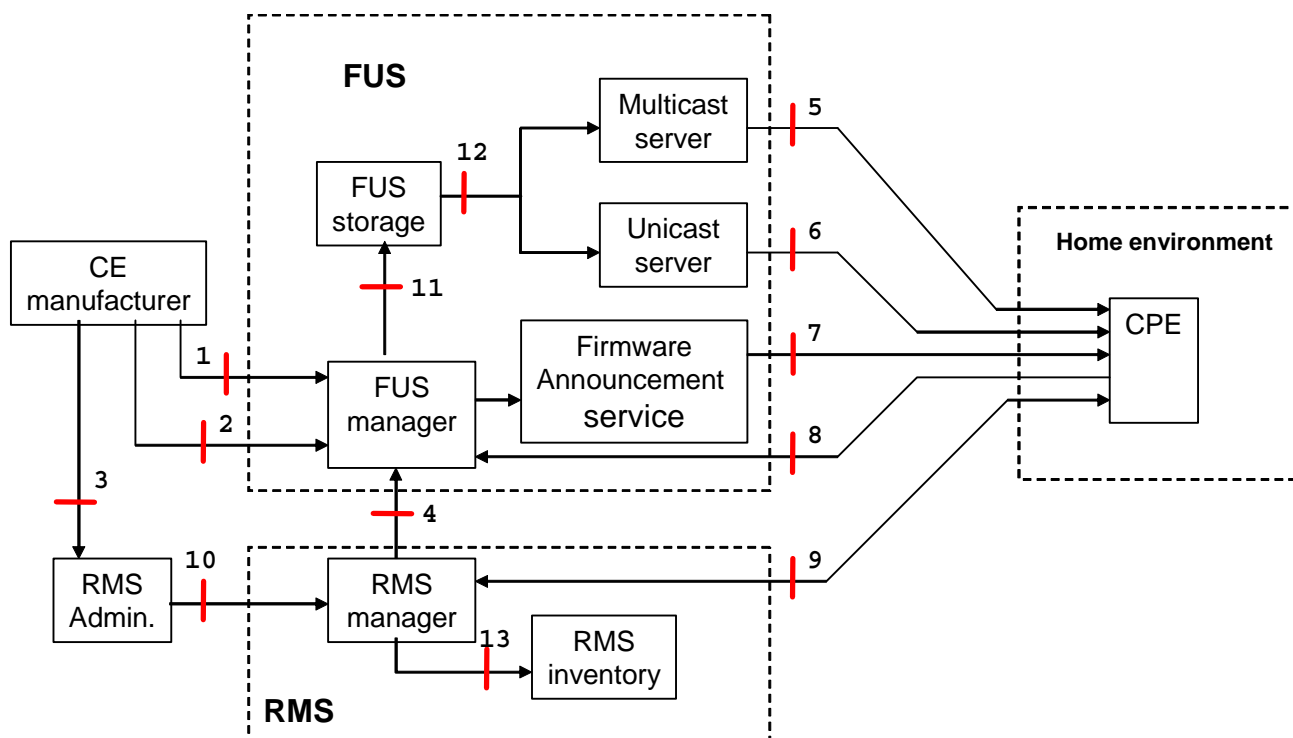 FUS
Multicast
server
5
12
FUS
storage
Unicast
server
6
Home environment
CE
manufacturer
11
CPE
7
Firmware
Announcement
service
1
FUS
manager
2
8
3
4
9
10
RMS
Admin.
RMS
manager
13
RMS
inventory
RMS